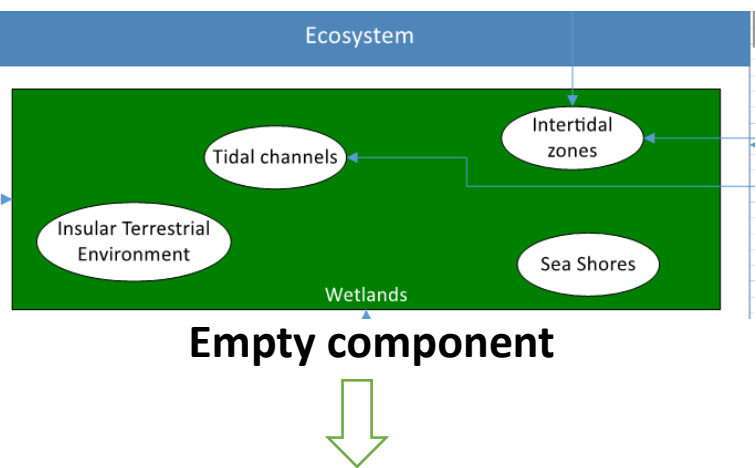 Ecosystem
Intertidal
zones
Tidal channels
Insular Terrestrial
Environment
Sea Shores
Wetlands
Empty component